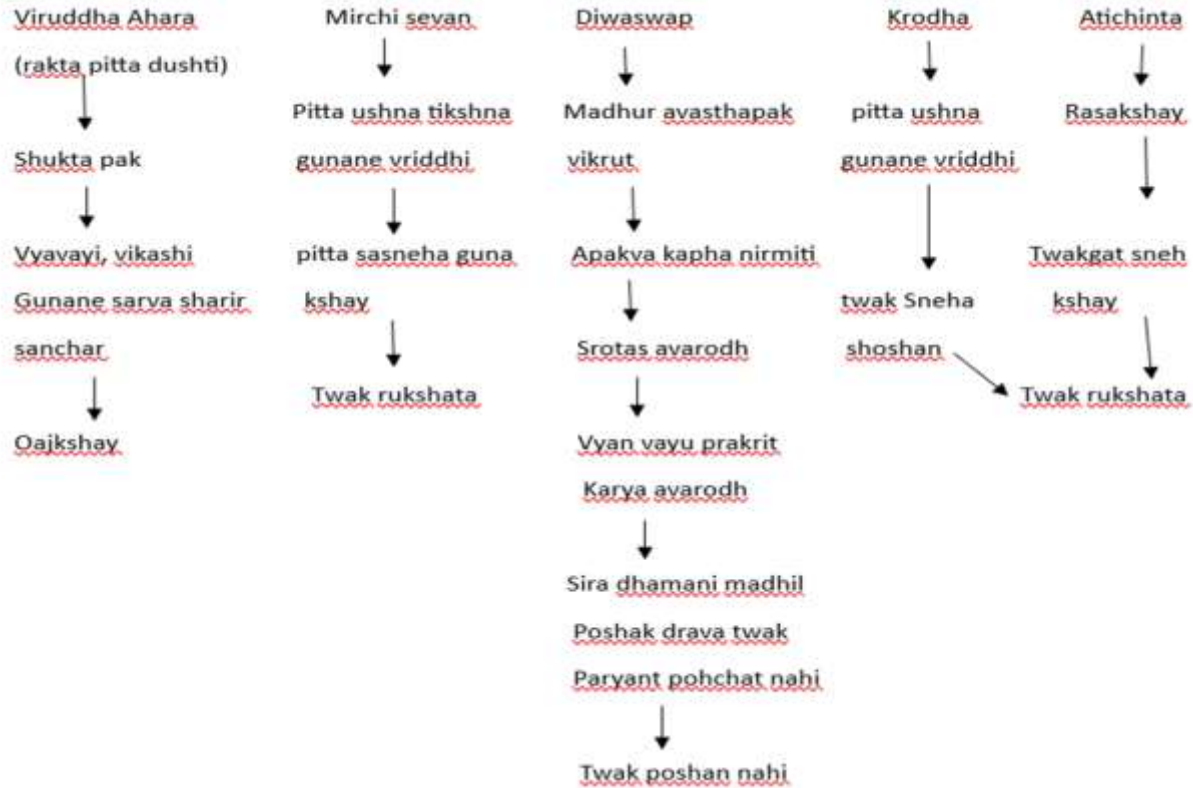 Viruddha Ahara
(rakta pitta dushti)
Shukta pak
Vyavayi, vikashi
Gunane sarva sharir
sanchar
Oajkshay
Mirchi sevan
Pitta ushna tikshna
gunane vriddhi
pitta sasneha guna
kshay
Twak rukshata
Diwaswap
Madhur avasthapak
vikrut
Apakva kapha nirmiti
Srotas avarodh
Vyan vayu prakrit
Karya avarodh
Sira dhamani madhil
Poshak drava twak
Paryant pohchat nahi
Twak poshan nahi
Krodha
pitta ushna
gunane vriddhi
twak Sneha
shoshan
Atichinta
Rasakshay
Twakgat sneh
kshay
Twak rukshata